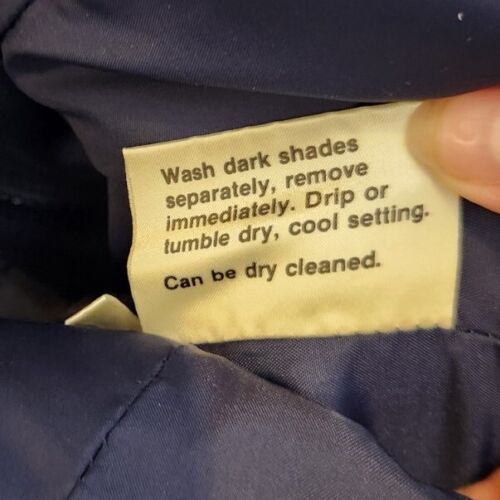 Wash dark shades
separately, remove
immediately. Drip or
tumble dry, cool setting.
Can be dry cleaned.